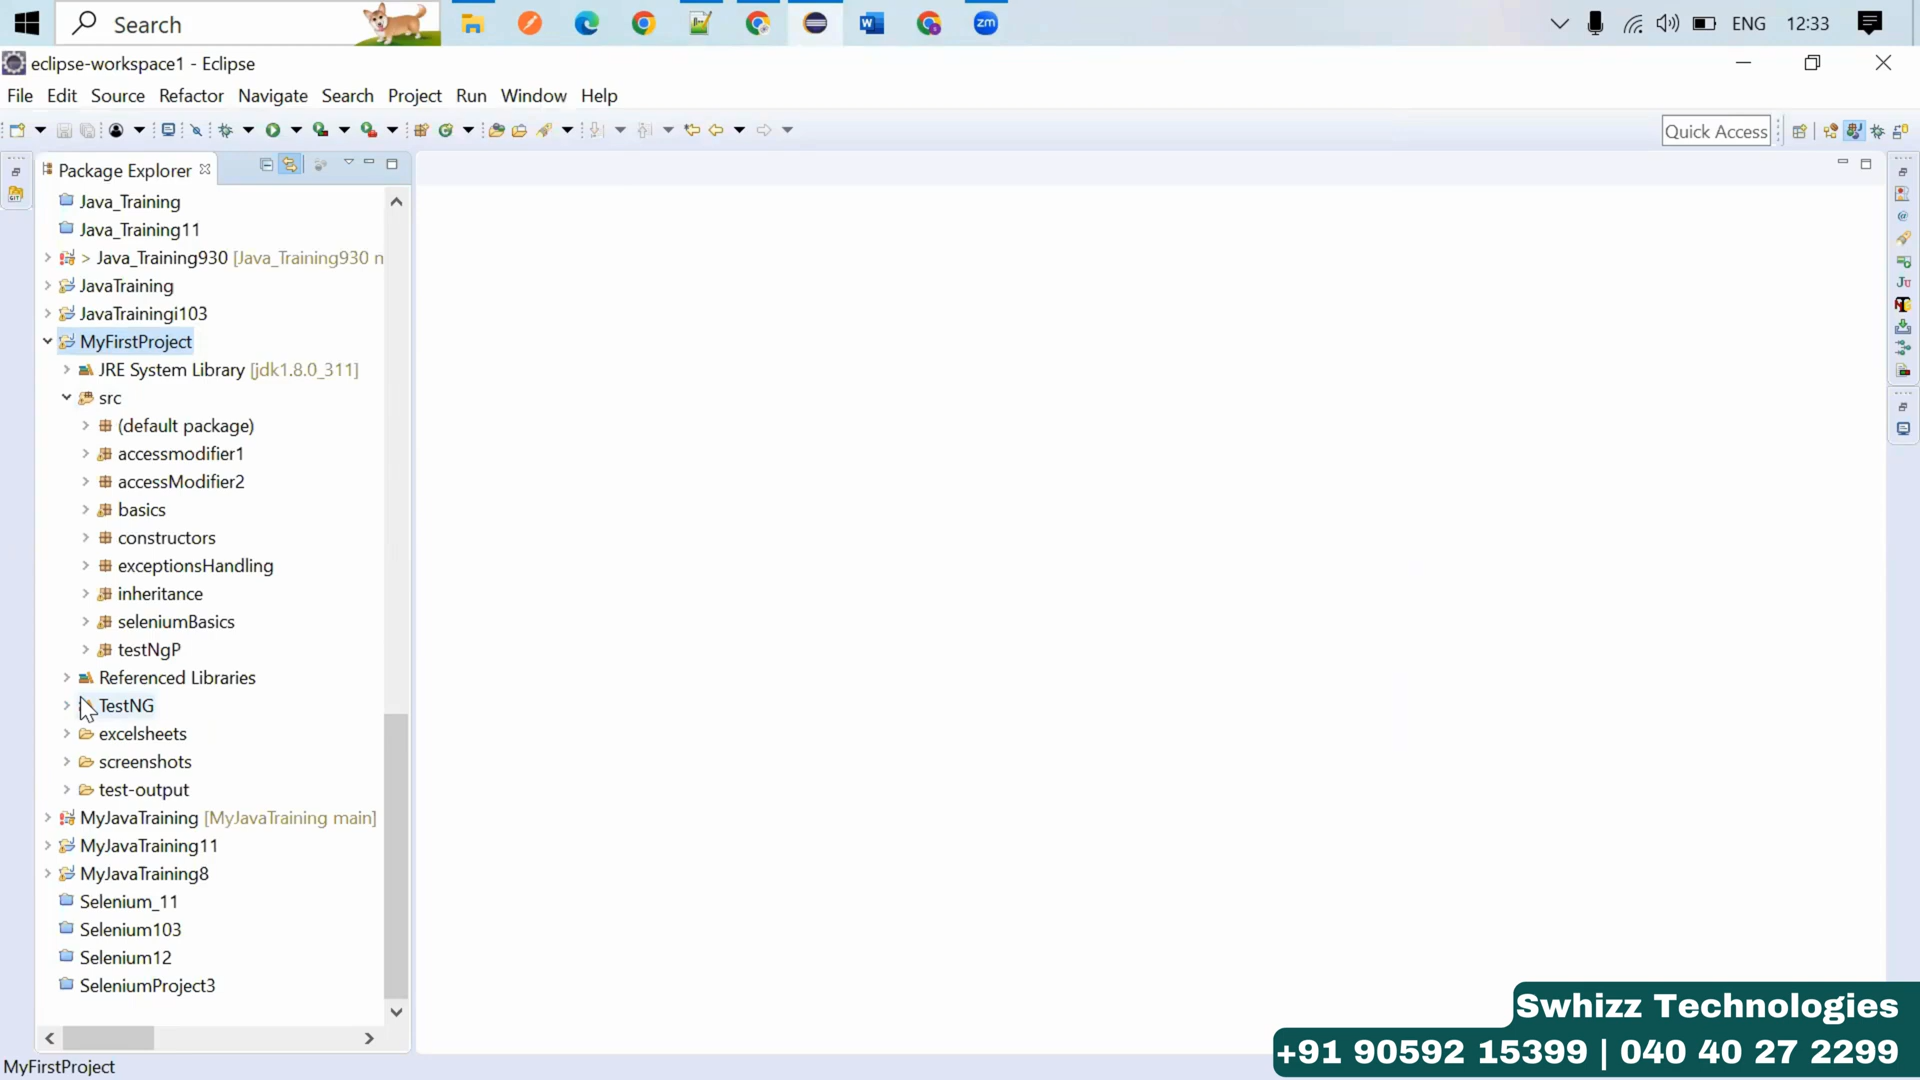 Search
ENG
12:33
eclipse-workspace1 - Eclipse
File Edit Source Refactor Navigate Search Project Run Window Help
Quick Access
Package Explorer
Java_Training
Java_Training11
> Java_Training930 [Java_Training930 m
JavaTraining
JavaTrainingi103
MyFirstProject
JRE System Library [jdk1.8.0_311]
src
(default package)
accessmodifier1
accessModifier2
basics
constructors
exceptionsHandling
inheritance
seleniumBasics
testNgP
Referenced Libraries
TestNG
excelsheets
screenshots
test-output
MyJavaTraining [MyJavaTraining main]
MyJavaTraining11
MyJavaTraining8
Selenium_11
Selenium103
Selenium12
SeleniumProject3
MyFirstProject
Swhizz Technologies
+91 90592 15399 | 040 40 27 2299